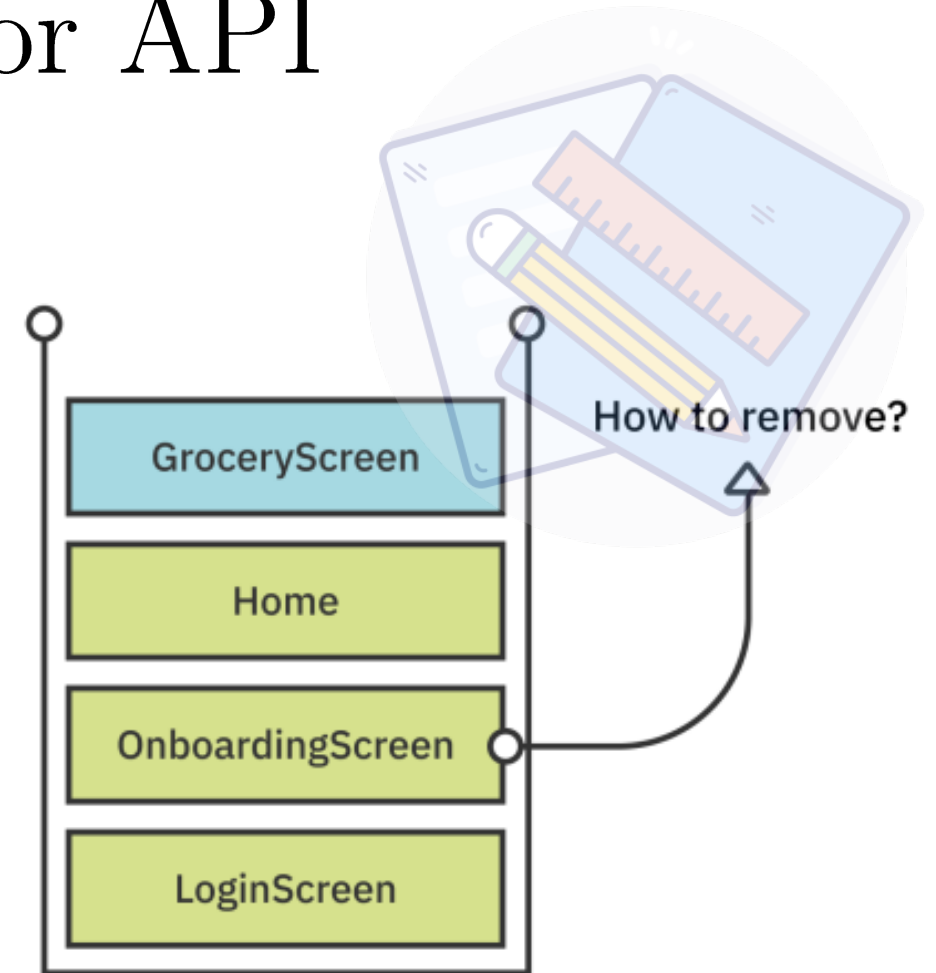 or API
How to remove?
GroceryScreen
Home
OnboardingScreen
LoginScreen